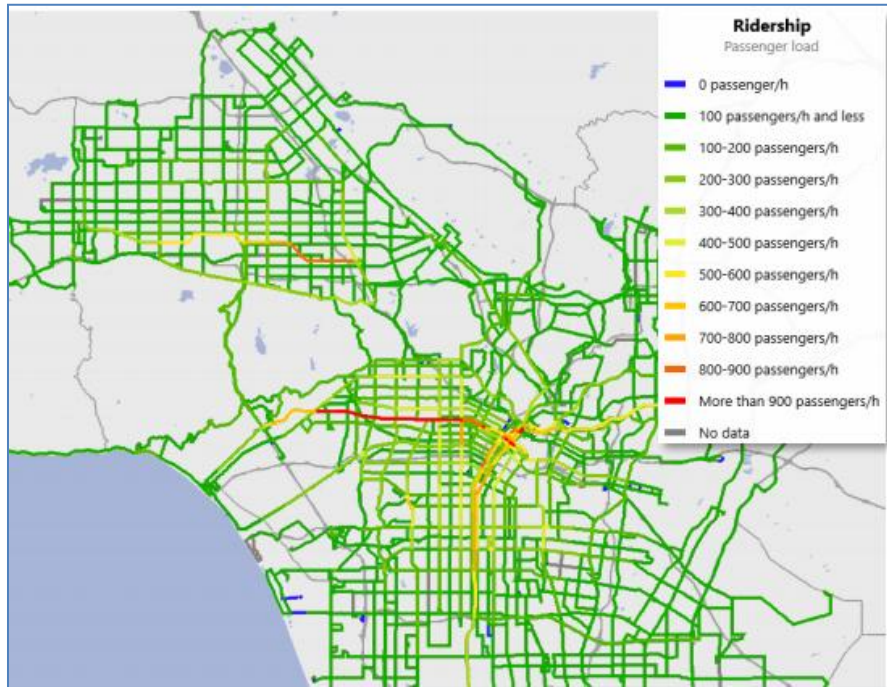 Ridership
Passenger load
0 passenger/h
100 passengers/h and less
100-200 passengers/h
200-300 passengers/h
300-400 passengers/h
400-500 passengers/h
500-600 passengers/h
600-700 passengers/h
700-800 passengers/h
800-900 passengers/h
More than 900 passengers/h
No data